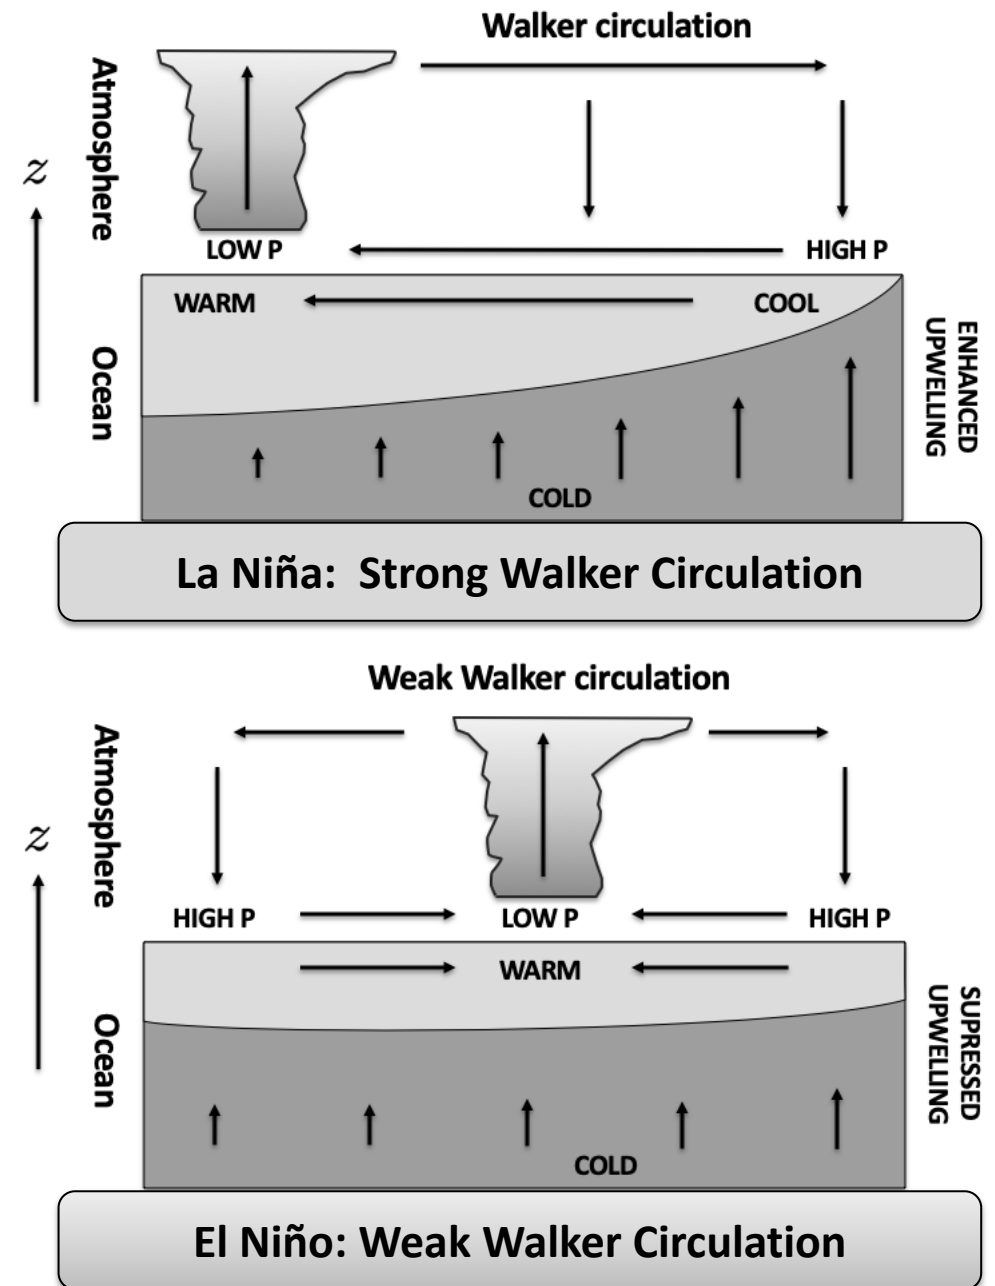 Walker circulation
Atmosphere
z
LOW P
HIGH P
WARM
COOL
Ocean
ENHANCED
UPWELLING
COLD
La Niña: Strong Walker Circulation
Weak Walker circulation
Atmosphere
z
HIGH P
LOW P
HIGH P
WARM
Ocean
SUPRESSED
UPWELLING
COLD
El Niño: Weak Walker Circulation